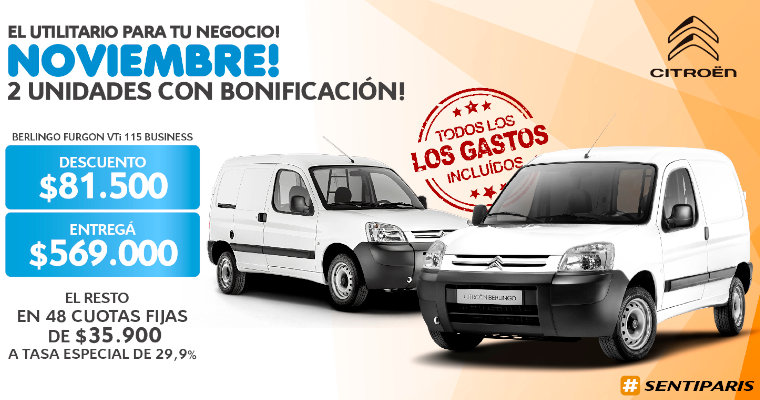 EL UTILITARIO PARA TU NEGOCIO!
NOVIEMBRE!
2 UNIDADES CON BONIFICACIÓN!
CITROËN
BERLINGO FURGON VTi 115 BUSINESS
DESCUENTO
$81.500
ENTREGÁ
$569.000
EL RESTO
EN 48 CUOTAS FIJAS
DE $35.900
A TASA ESPECIAL DE 29,9%
TODOS LOS
LOS GASTOS
INCLUÍDOS
CITROËN BERLINGO
#SENTIPARIS